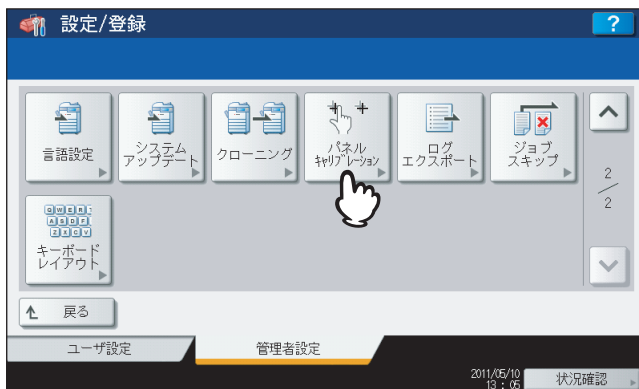 設定/登録
?
言語設定
システム
アップデート
クローニング
パネル
キャリブレーション
ログ
エクスポート
ジョブ
スキップ
2
2
QWERT
ASDF
ZXCV
キーボード
レイアウト
戻る
ユーザ設定
管理者設定
2011/05/10
13:05
状況確認